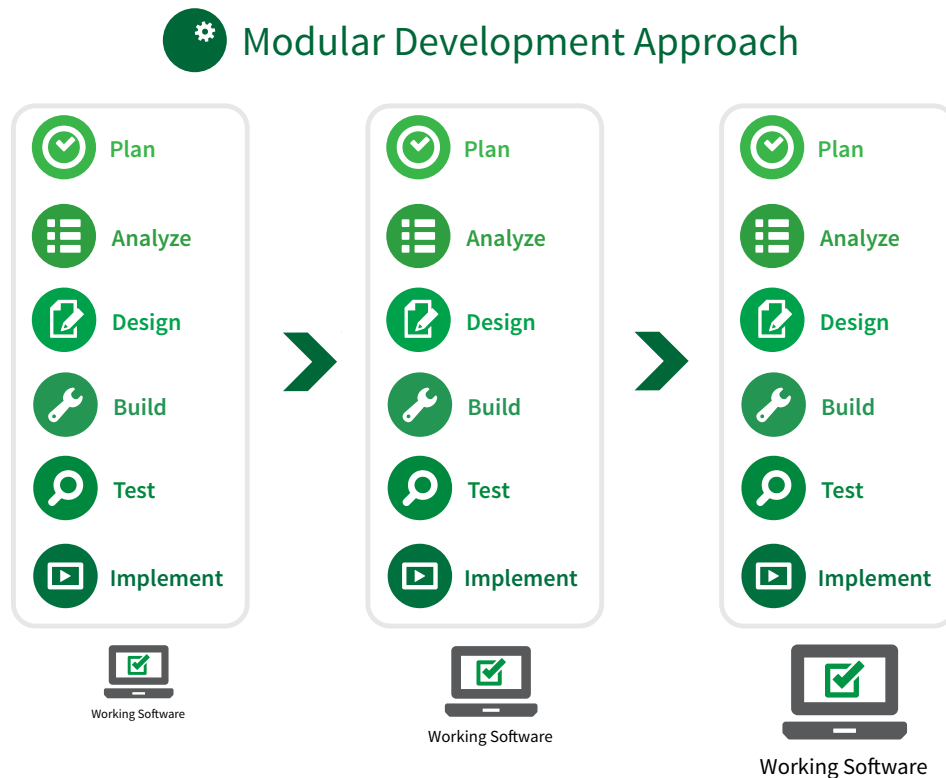 Modular Development Approach
Plan
Analyze
Design
Build
Test
Implement
Working Software
Plan
Analyze
Design
Build
Test
Implement
Working Software
Plan
Analyze
Design
Build
Test
Implement
Working Software